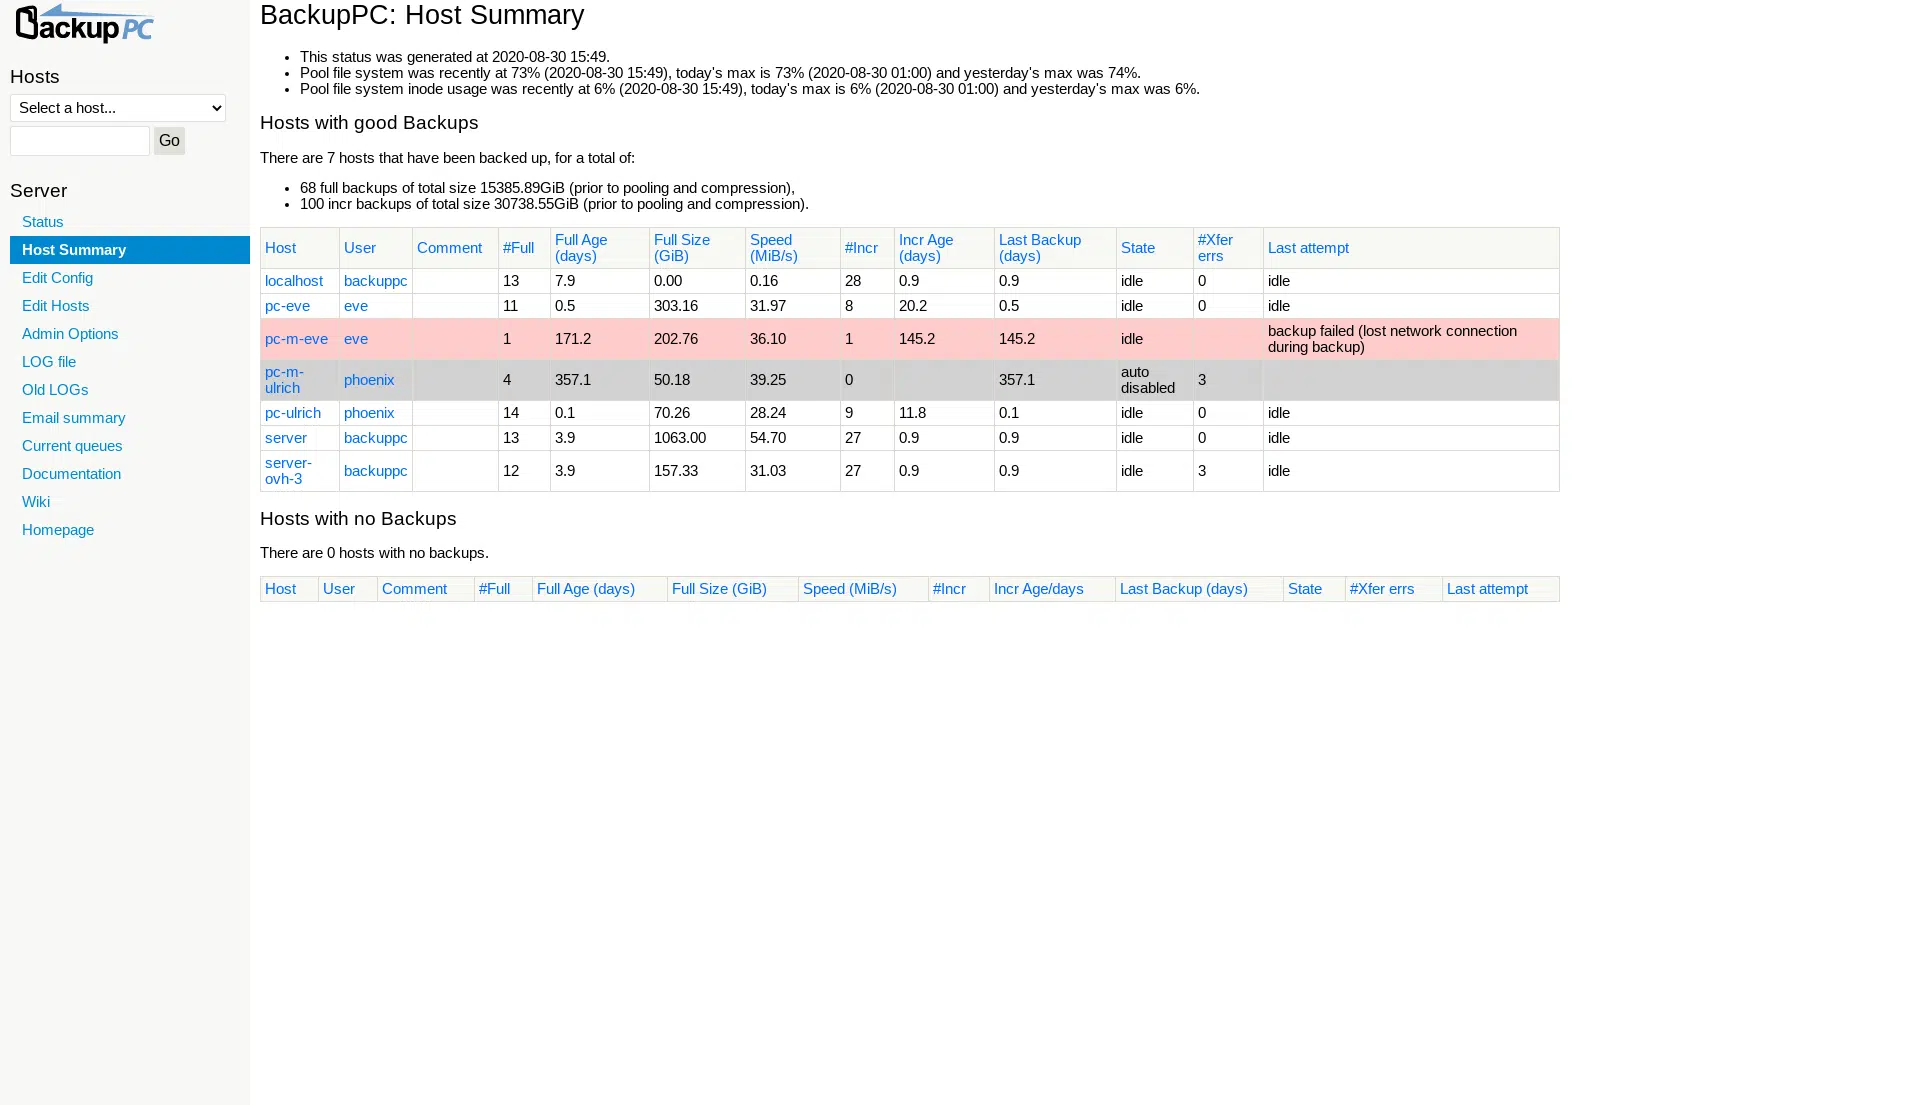 BackupPC
BackupPC: Host Summary
Hosts
Select a host...
Go
Server
Status
Host Summary
Edit Config
Edit Hosts
Admin Options
LOG file
Old LOGs
Email summary
Current queues
Documentation
Wiki
Homepage
• This status was generated at 2020-08-30 15:49.
• Pool file system was recently at 73% (2020-08-30 15:49), today's max is 73% (2020-08-30 01:00) and yesterday's max was 74%.
• Pool file system inode usage was recently at 6% (2020-08-30 15:49), today's max is 6% (2020-08-30 01:00) and yesterday's max was 6%.
Hosts with good Backups
There are 7 hosts that have been backed up, for a total of:
• 68 full backups of total size 15385.89GiB (prior to pooling and compression),
• 100 incr backups of total size 30738.55GiB (prior to pooling and compression).
Host User Comment #Full Full Age (days) Full Size (GiB) Speed (MiB/s) #Incr Incr Age (days) Last Backup (days) State #Xfer errs Last attempt
localhost backuppc 13 7.9 0.00 0.16 28 0.9 0.9 idle 0 idle
pc-eve eve 11 0.5 303.16 31.97 8 20.2 0.5 idle 0 idle
pc-m-eve eve 1 171.2 202.76 36.10 1 145.2 145.2 idle backup failed (lost network connection during backup)
pc-m-ulrich phoenix 4 357.1 50.18 39.25 0 357.1 auto disabled 3
pc-ulrich phoenix 14 0.1 70.26 28.24 9 11.8 0.1 idle 0 idle
server backuppc 13 3.9 1063.00 54.70 27 0.9 0.9 idle 0 idle
server-ovh-3 backuppc 12 3.9 157.33 31.03 27 0.9 0.9 idle 3 idle
Hosts with no Backups
There are 0 hosts with no backups.
Host User Comment #Full Full Age (days) Full Size (GiB) Speed (MiB/s) #Incr Incr Age/days Last Backup (days) State #Xfer errs Last attempt